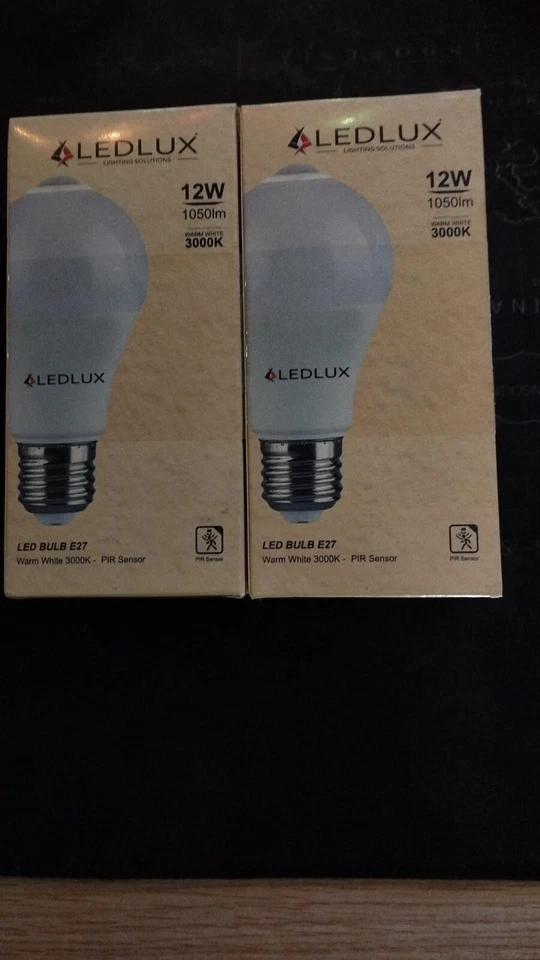 LEDLUX
LIGHTING SOLUTIONS
12W
1050lm
WARM WHITE
3000K
LEDLUX
LED BULB E27
Warm White 3000K - PIR Sensor
PIR Sensor
LEDLUX
LIGHTING SOLUTIONS
12W
1050lm
WARM WHITE
3000K
LEDLUX
LED BULB E27
Warm White 3000K - PIR Sensor
PIR Sensor